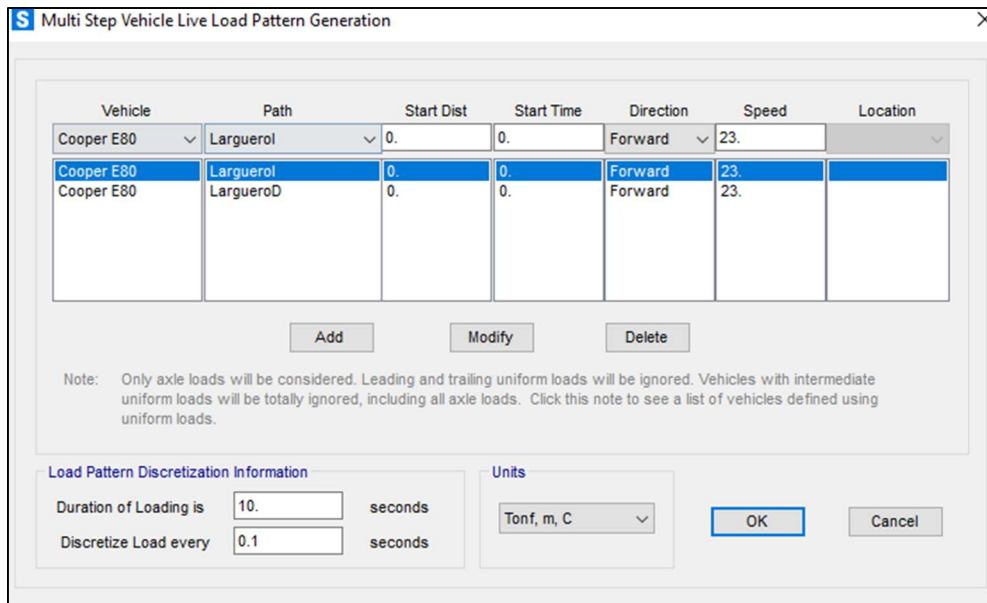 S Multi Step Vehicle Live Load Pattern Generation
Vehicle Path Start Dist Start Time Direction Speed Location
Cooper E80 Larguerol 0. 0. Forward 23.
Cooper E80 Larguerol 0. 0. Forward 23.
Cooper E80 LargueroD 0. 0. Forward 23.
Add Modify Delete
Note: Only axle loads will be considered. Leading and trailing uniform loads will be ignored. Vehicles with intermediate
uniform loads will be totally ignored, including all axle loads. Click this note to see a list of vehicles defined using
uniform loads.
Load Pattern Discretization Information
Duration of Loading is 10. seconds
Discretize Load every 0.1 seconds
Units
Tonf, m, C
OK Cancel